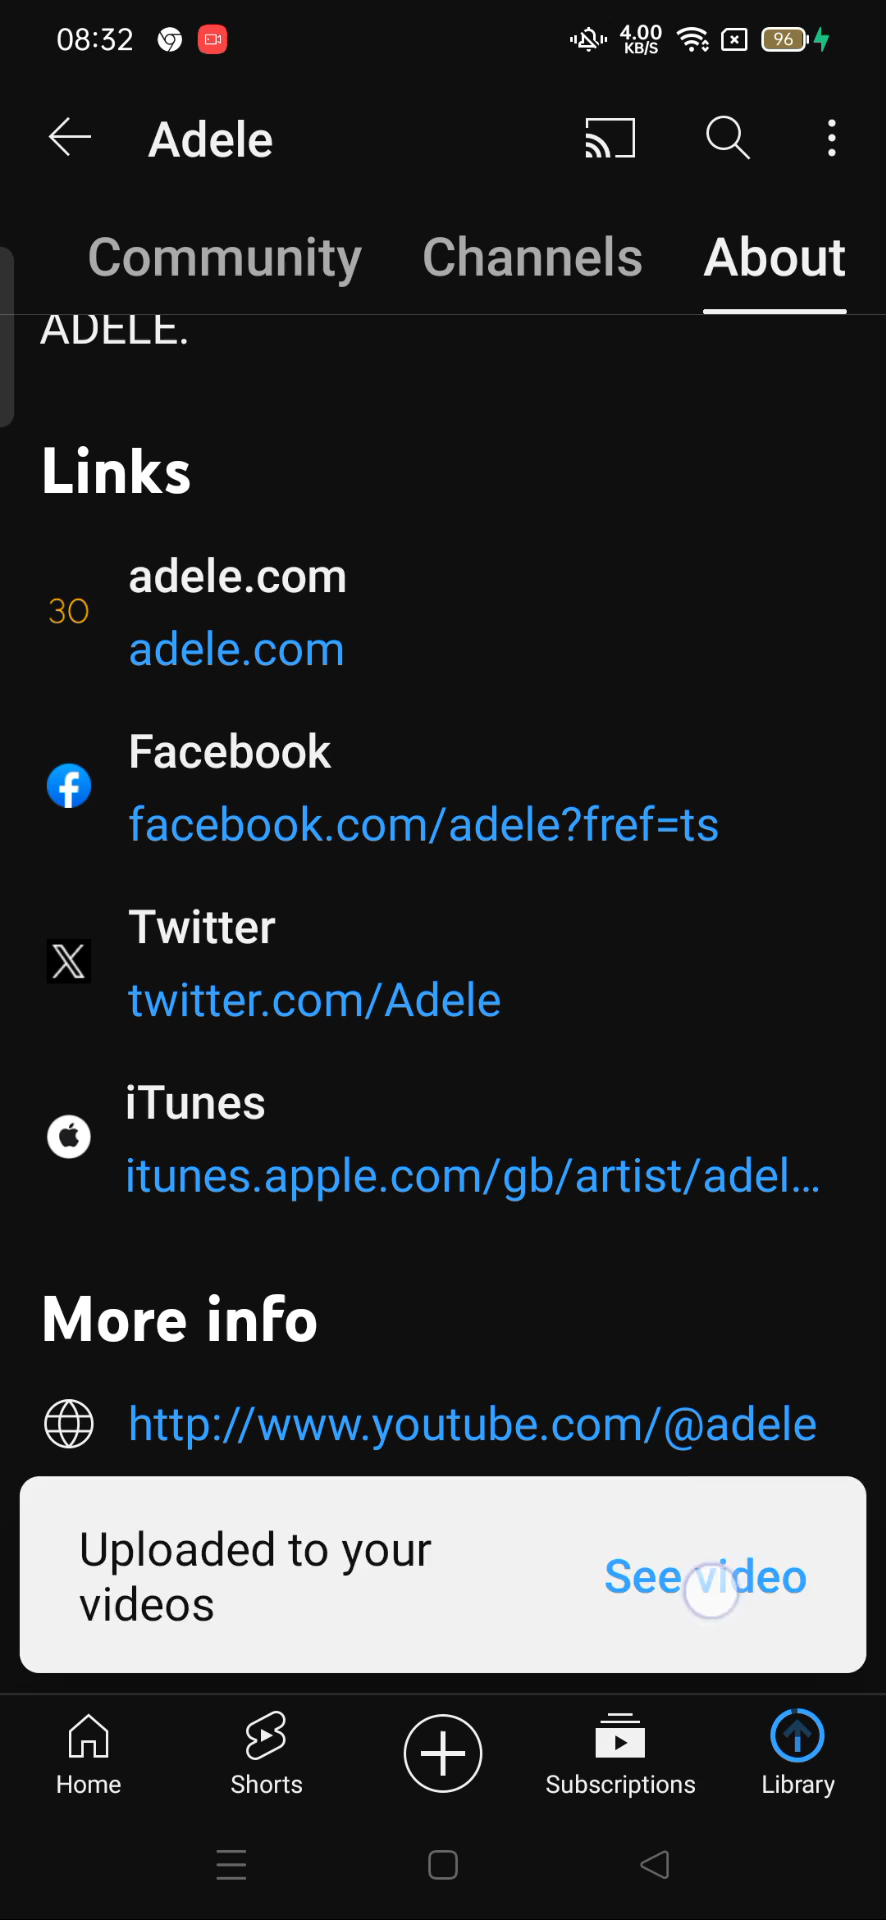 08:32 4.00 KB/S 96
Adele
Community Channels About
ADELE.
Links
30
adele.com
adele.com
Facebook
facebook.com/adele?fref=ts
Twitter
twitter.com/Adele
iTunes
itunes.apple.com/gb/artist/adel...
More info
http://www.youtube.com/@adele
Uploaded to your
videos
See video
Home Shorts Subscriptions Library